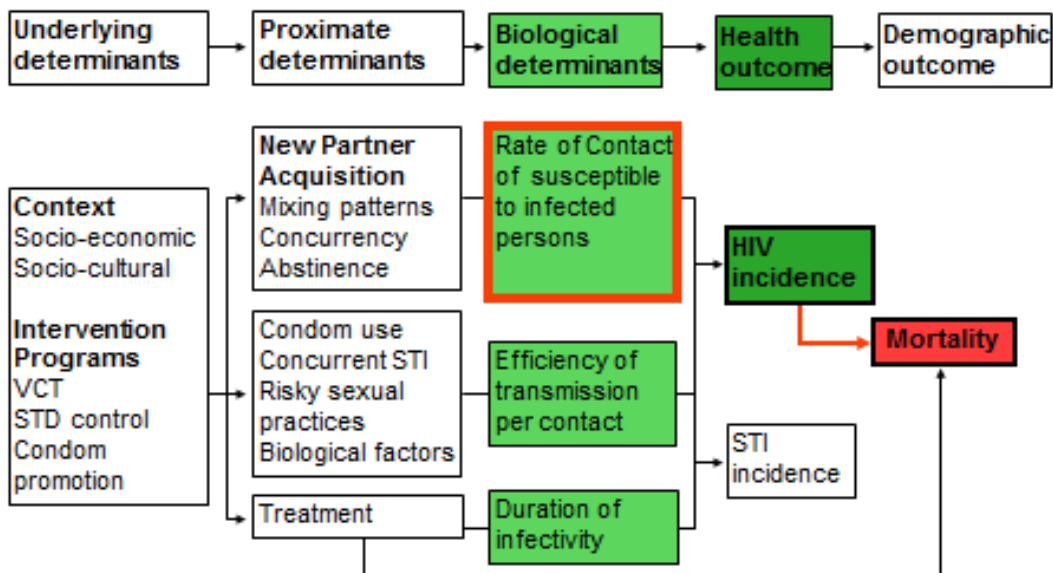 Underlying
determinants
Proximate
determinants
Biological
determinants
Health
outcome
Demographic
outcome
Context
Socio-economic
Socio-cultural
Intervention
Programs
VCT
STD control
Condom
promotion
New Partner
Acquisition
Mixing patterns
Concurrency
Abstinence
Condom use
Concurrent STI
Risky sexual
practices
Biological factors
Treatment
Rate of Contact
of susceptible
to infected
persons
Efficiency of
transmission
per contact
Duration of
infectivity
HIV
incidence
Mortality
STI
incidence